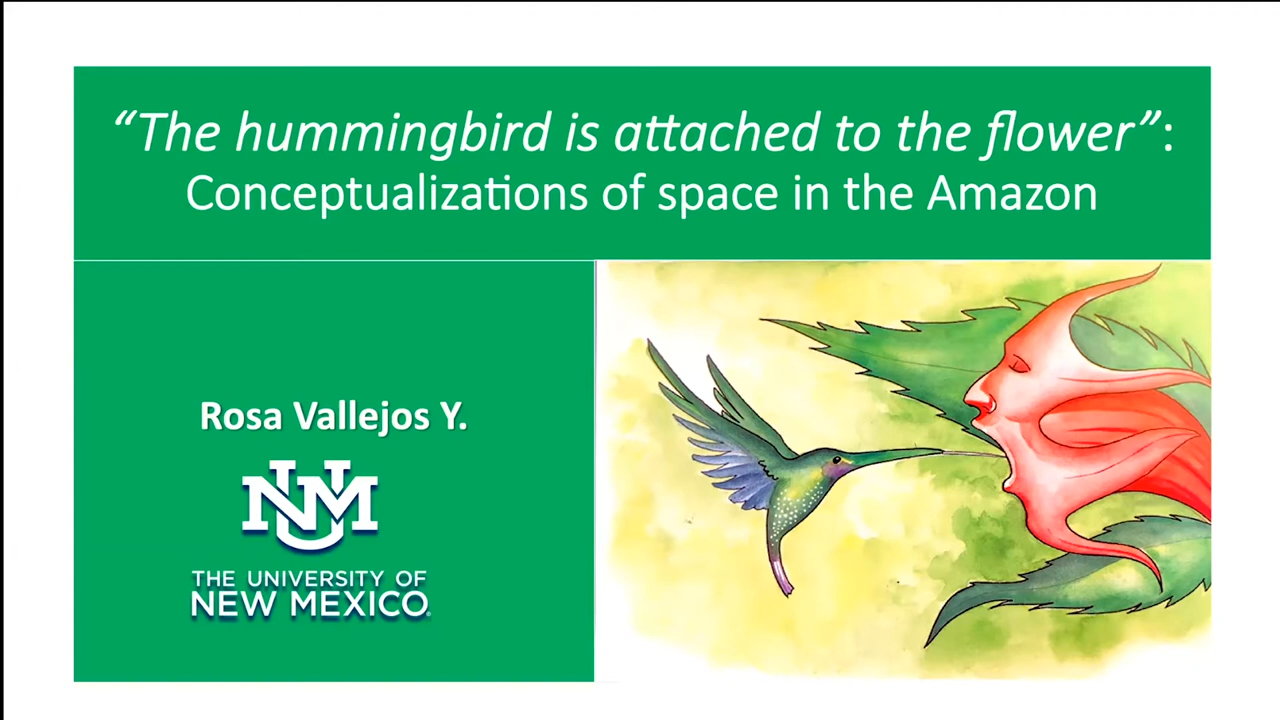 “The hummingbird is attached to the flower”:
Conceptualizations of space in the Amazon
Rosa Vallejos Y.
UNM
THE UNIVERSITY OF
NEW MEXICO